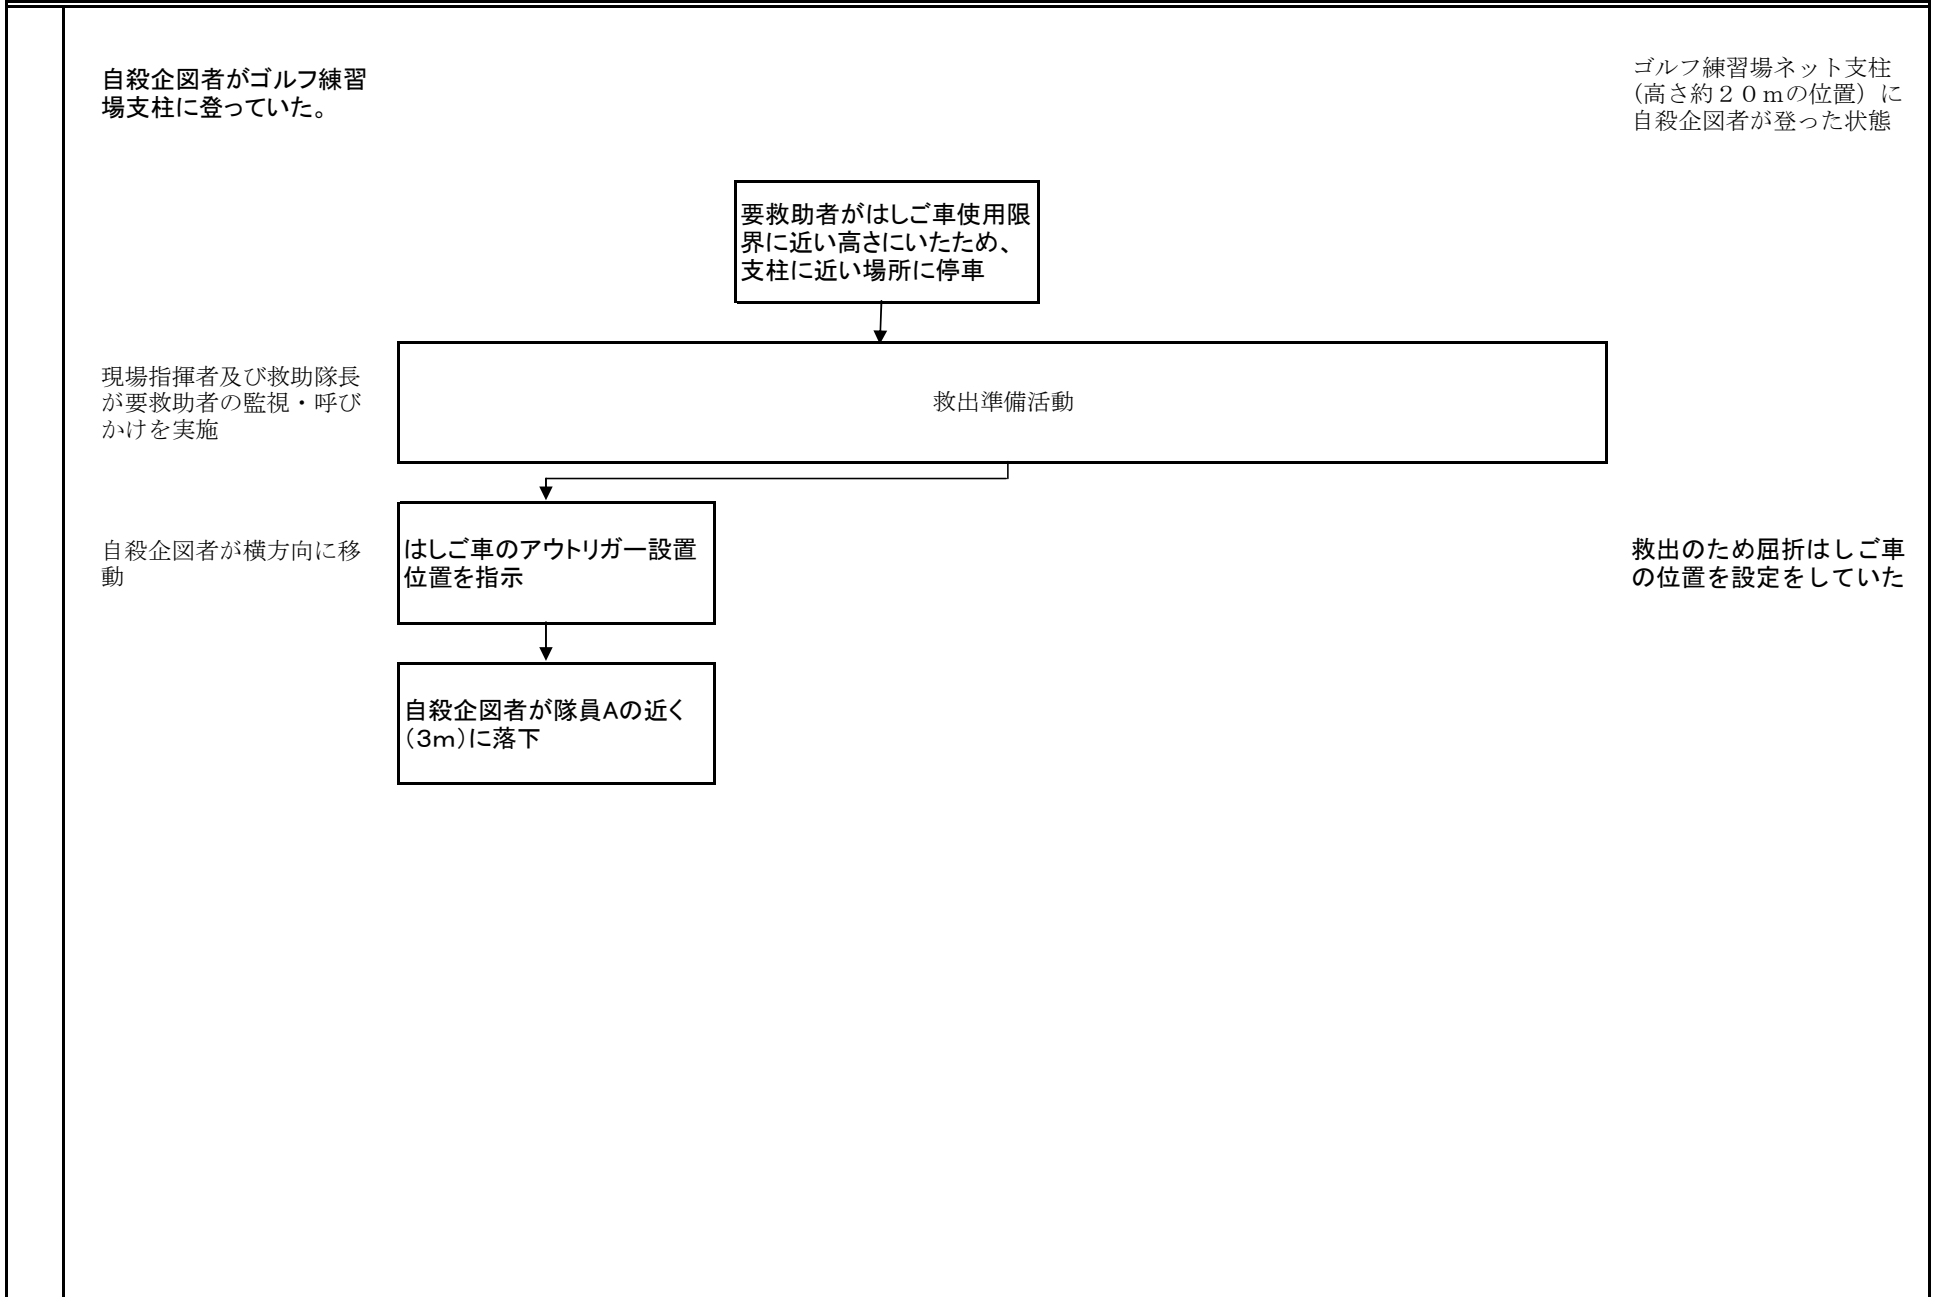 自殺企図者がゴルフ練習
場支柱に登っていた。
ゴルフ練習場ネット支柱
(高さ約２０ｍの位置）に
自殺企図者が登った状態
要救助者がはしご車使用限
界に近い高さにいたため、
支柱に近い場所に停車
現場指揮者及び救助隊長
が要救助者の監視・呼び
かけを実施
救出準備活動
自殺企図者が横方向に移
動
はしご車のアウトリガー設置
位置を指示
救出のため屈折はしご車
の位置を設定をしていた
自殺企図者が隊員Aの近く
（3ｍ）に落下